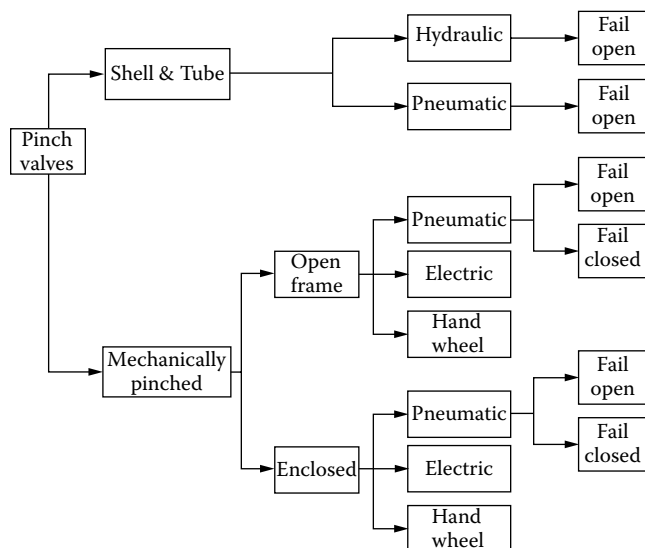 Pinch
valves
Shell & Tube
Hydraulic
Fail
open
Pneumatic
Fail
open
Mechanically
pinched
Open
frame
Pneumatic
Fail
open
Fail
closed
Electric
Hand
wheel
Enclosed
Pneumatic
Fail
open
Fail
closed
Electric
Hand
wheel